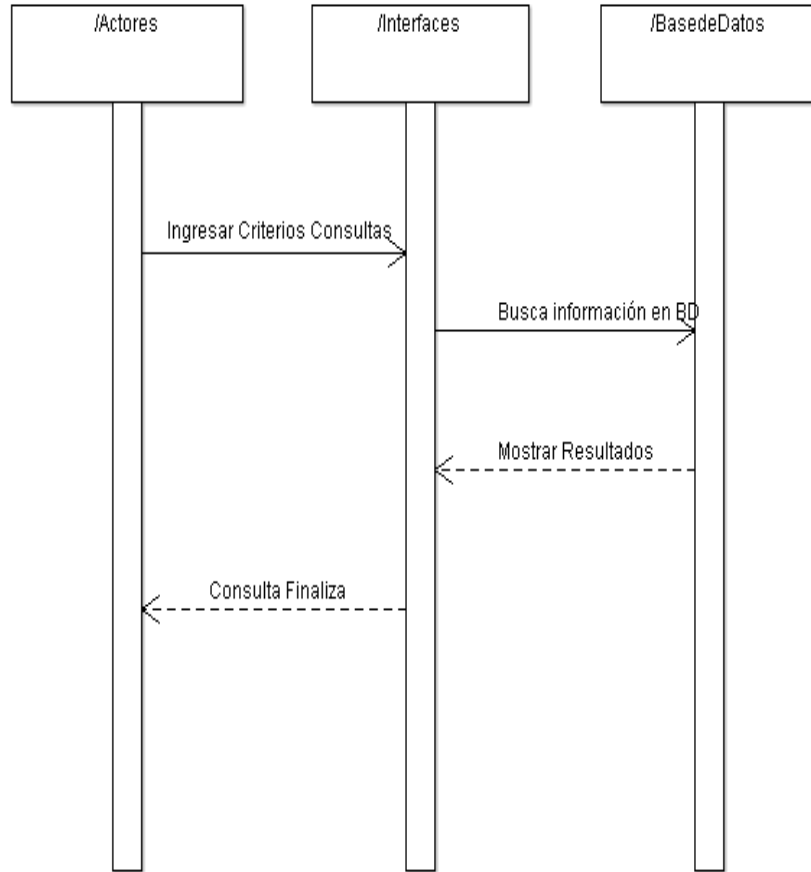 /Actores
/Interfaces
/BasedeDatos
Ingresar Criterios Consultas
Busca información en BD
Mostrar Resultados
Consulta Finaliza